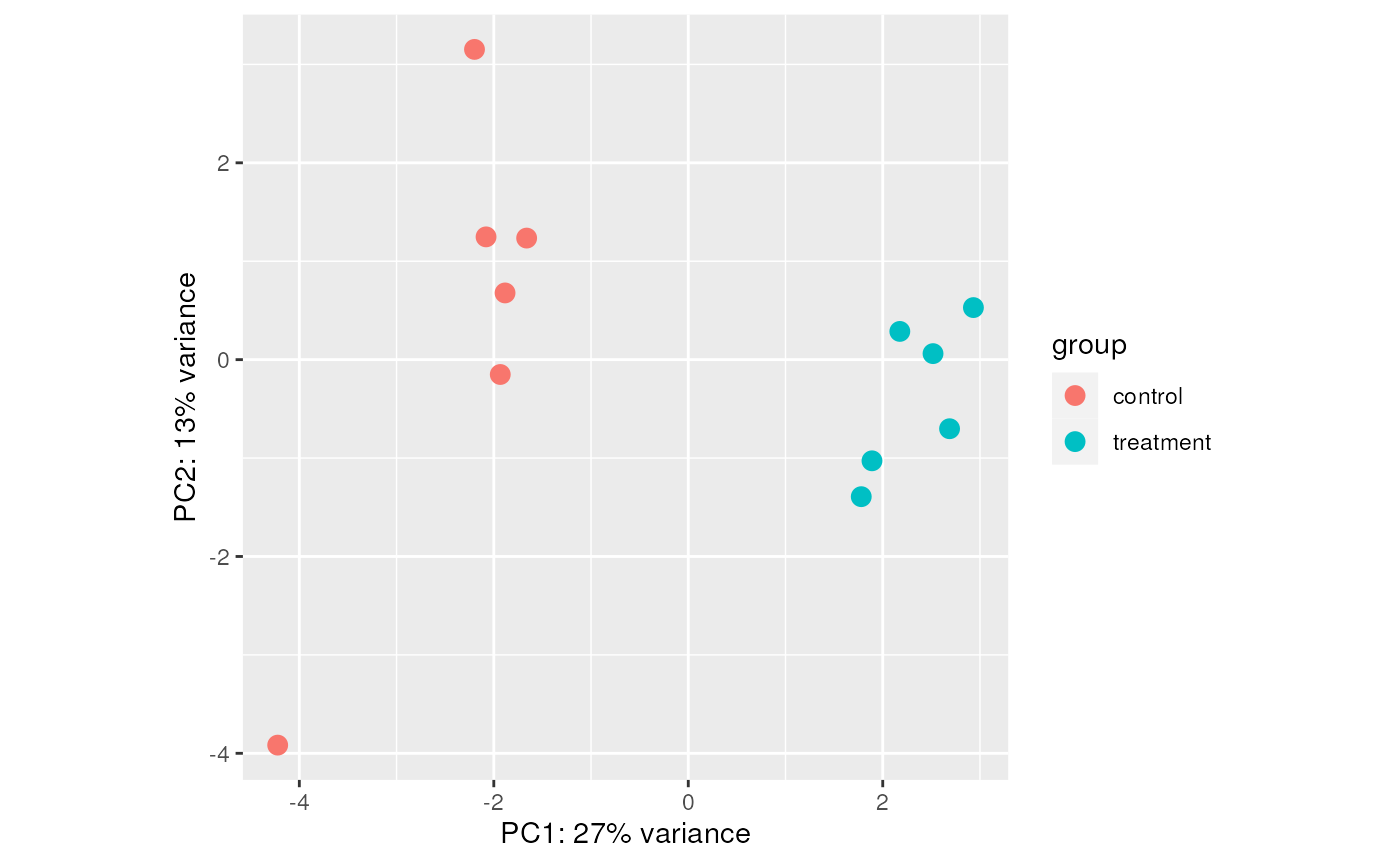 2
0
-2
-4
-4
-2
0
2
PC1: 27% variance
PC2: 13% variance
group
control
treatment